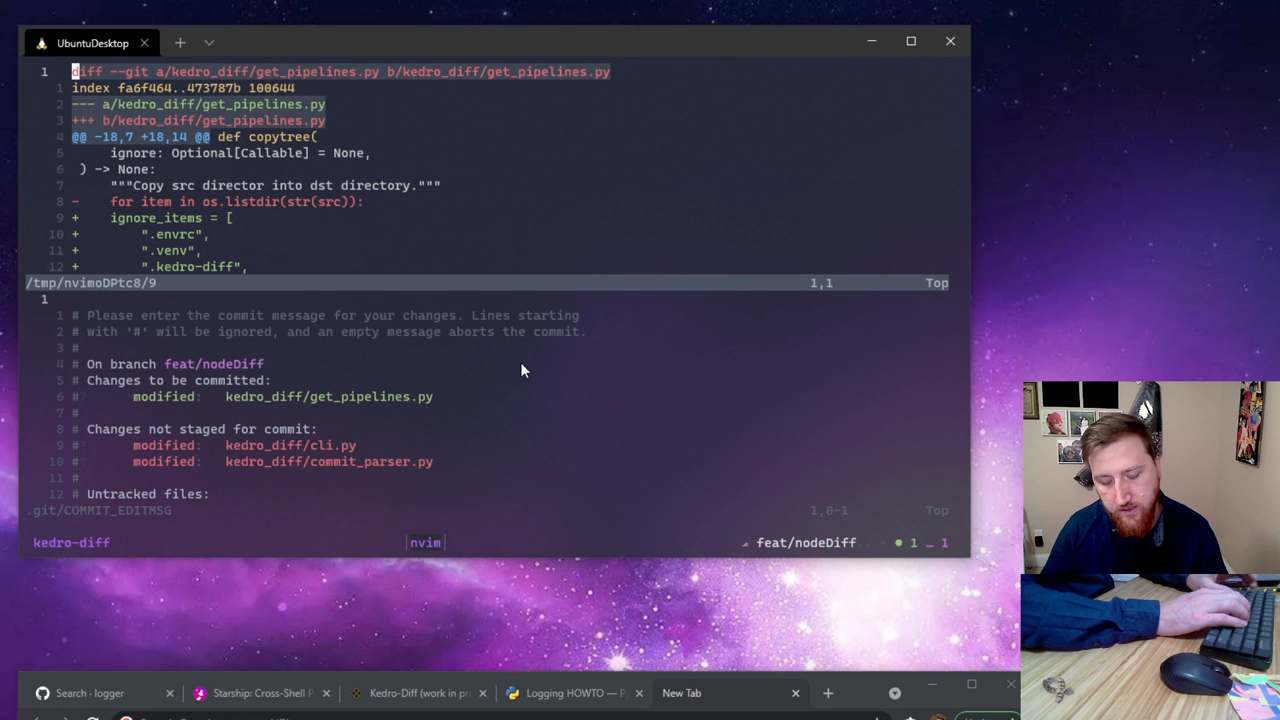 UbuntuDesktop
1 diff --git a/kedro_diff/get_pipelines.py b/kedro_diff/get_pipelines.py
1 index fa6f464..473787b 100644
2 --- a/kedro_diff/get_pipelines.py
3 +++ b/kedro_diff/get_pipelines.py
4 @@ -18,7 +18,14 @@ def copytree(
5 ignore: Optional[Callable] = None,
6 ) -> None:
7 """Copy src director into dst directory."""
8 - for item in os.listdir(str(src)):
9 + ignore_items = [
10 + ".envrc",
11 + ".venv",
12 + ".kedro-diff",
/tmp/nvimoDPtc8/9 1,1 Top
1
1 # Please enter the commit message for your changes. Lines starting
2 # with '#' will be ignored, and an empty message aborts the commit.
3 #
4 # On branch feat/nodeDiff
5 # Changes to be committed:
6 # modified: kedro_diff/get_pipelines.py
7 #
8 # Changes not staged for commit:
9 # modified: kedro_diff/cli.py
10 # modified: kedro_diff/commit_parser.py
11 #
12 # Untracked files:
.git/COMMIT_EDITMSG 1,0-1 Top
kedro-diff nvim feat/nodeDiff 1 … 1
Search · logger Starship: Cross-Shell Kedro-Diff (work in pr Logging HOWTO — New Tab